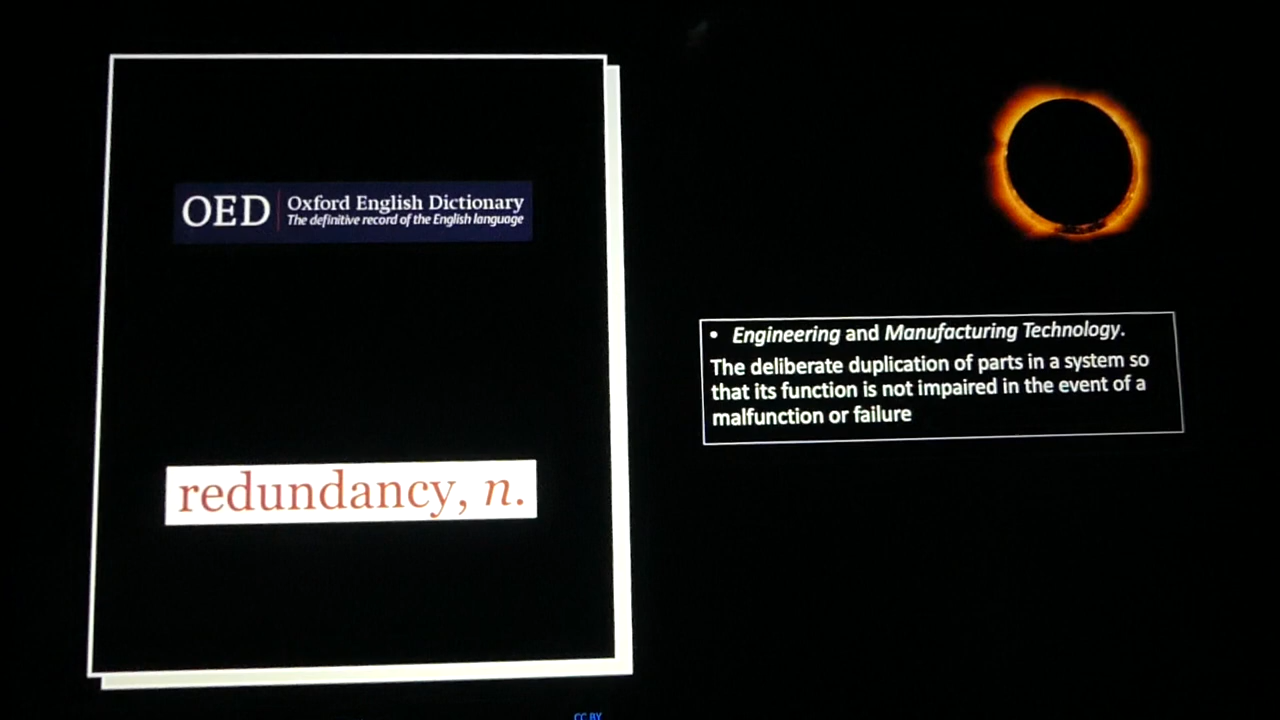 OED
Oxford English Dictionary
The definitive record of the English language
redundancy, n.
• Engineering and Manufacturing Technology.
The deliberate duplication of parts in a system so
that its function is not impaired in the event of a
malfunction or failure
CC BY